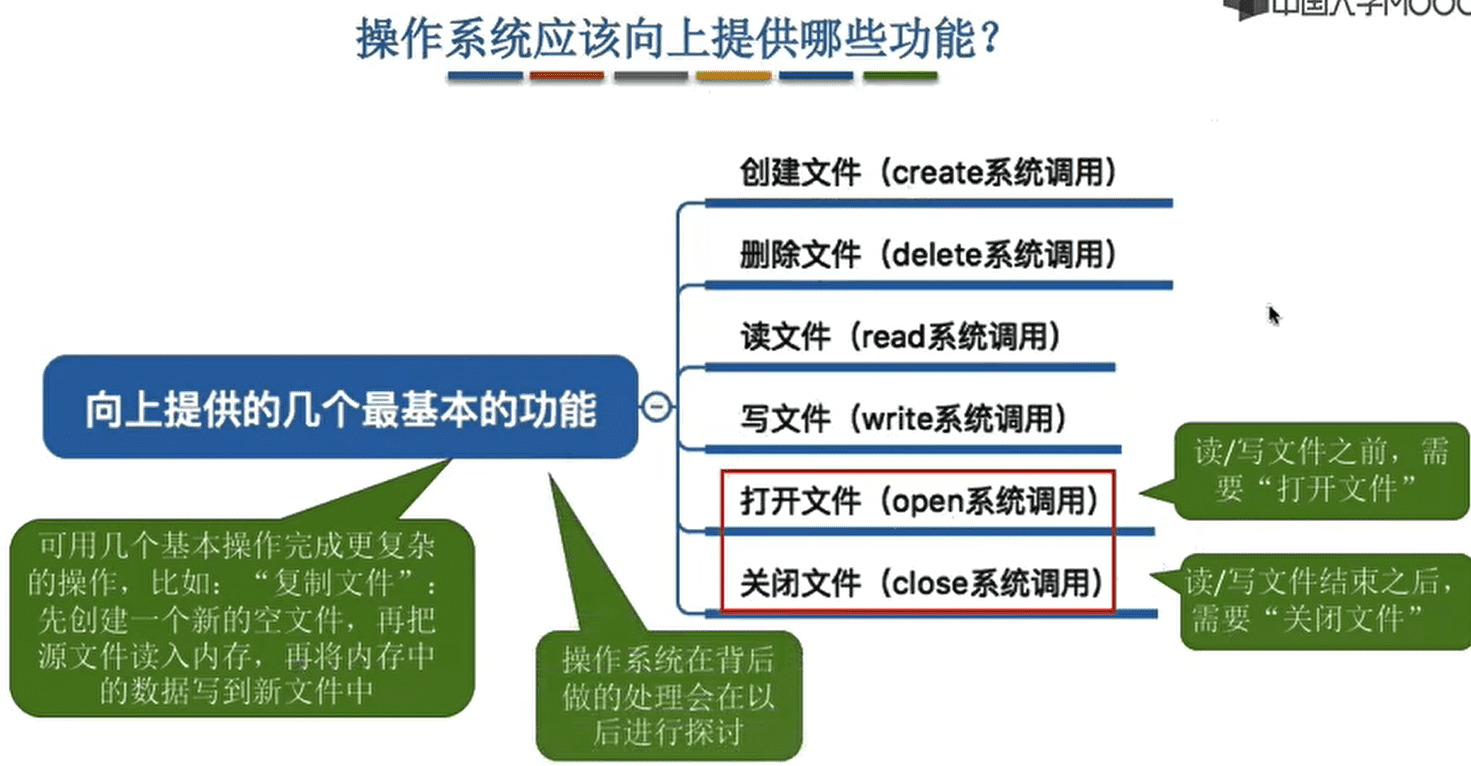 中国大学MOOC
操作系统应该向上提供哪些功能？
创建文件（create系统调用）
删除文件（delete系统调用）
读文件（read系统调用）
写文件（write系统调用）
打开文件（open系统调用）
关闭文件（close系统调用）
向上提供的几个最基本的功能
读/写文件之前，需
要“打开文件”
读/写文件结束之后，
需要“关闭文件”
可用几个基本操作完成更复杂
的操作，比如：“复制文件”：
先创建一个新的空文件，再把
源文件读入内存，再将内存中
的数据写到新文件中
操作系统在背后
做的处理会在以
后进行探讨